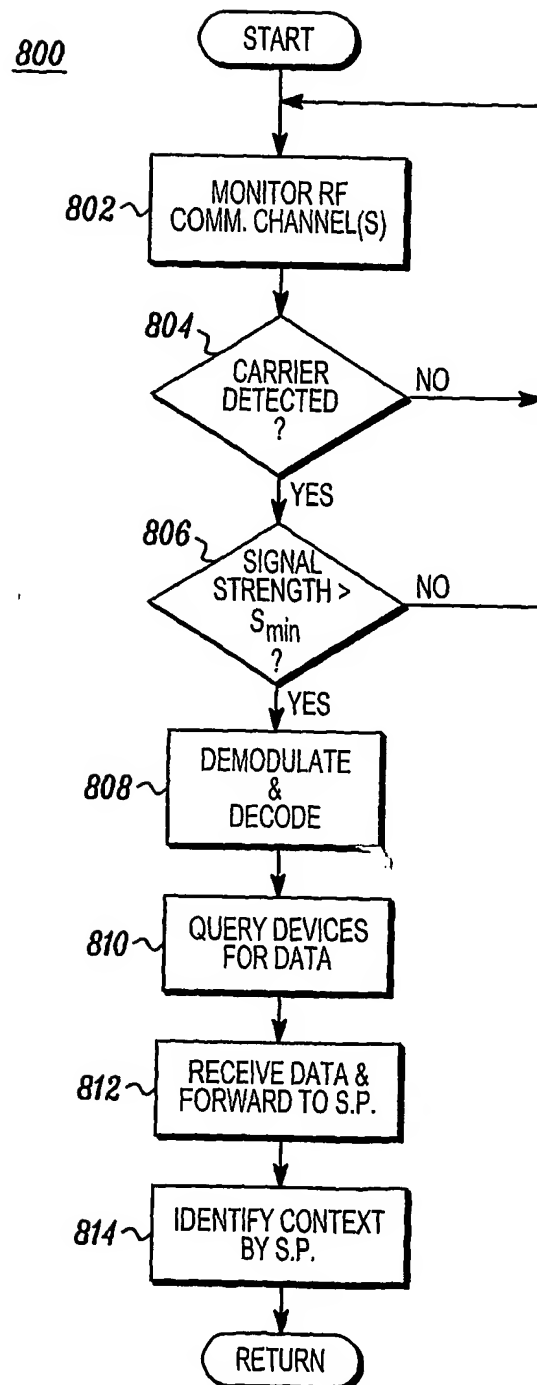 800
START
802
MONITOR RF
COMM. CHANNEL(S)
804
CARRIER
DETECTED
?
NO
YES
806
SIGNAL
STRENGTH >
Smin
?
NO
YES
808
DEMODULATE
&
DECODE
810
QUERY DEVICES
FOR DATA
812
RECEIVE DATA &
FORWARD TO S.P.
814
IDENTIFY CONTEXT
BY S.P.
RETURN